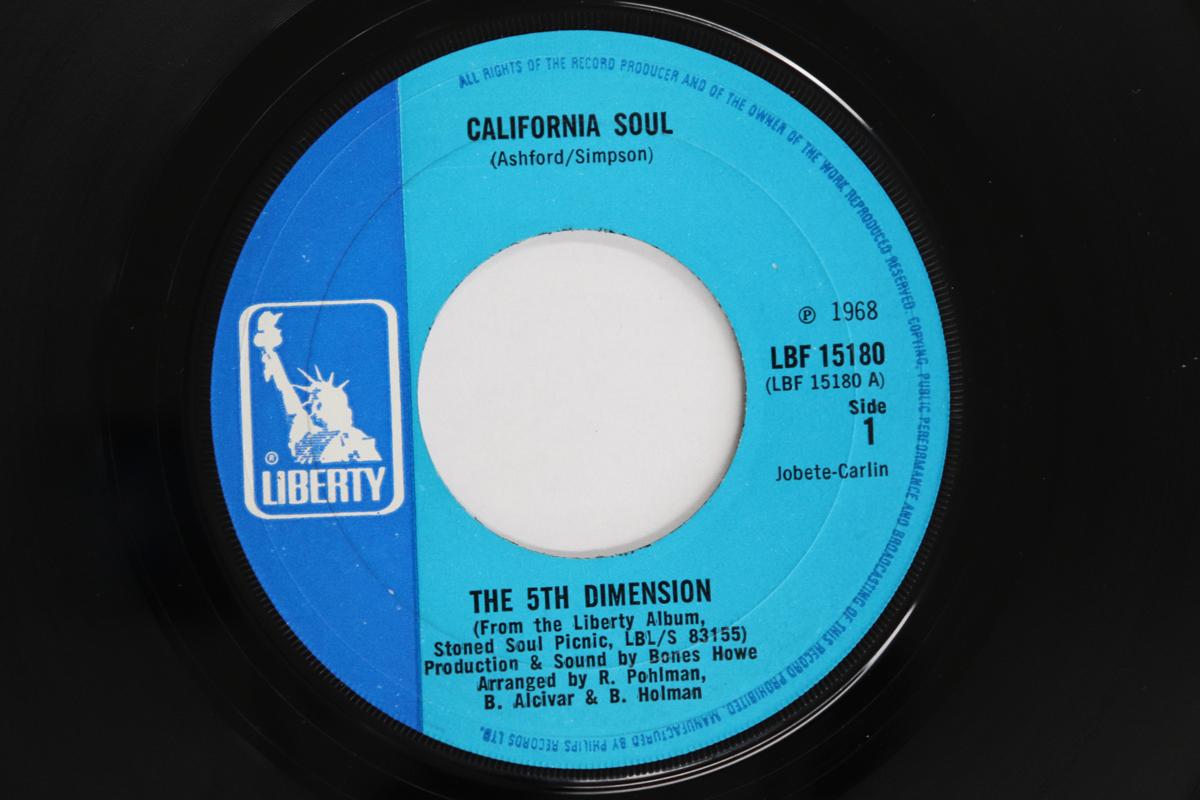 ALL RIGHTS OF THE RECORD PRODUCER AND OF THE OWNER OF THE WORK REPRODUCED RESERVED. COPYING, PUBLIC PERFORMANCE AND BROADCASTING OF THIS RECORD PROHIBITED. MANUFACTURED BY PHILIPS RECORDS LTD.
CALIFORNIA SOUL
(Ashford/Simpson)
℗ 1968
LBF 15180
(LBF 15180 A)
Side
1
Jobete-Carlin
®
LIBERTY
THE 5TH DIMENSION
(From the Liberty Album,
Stoned Soul Picnic, LBL/S 83155)
Production & Sound by Bones Howe
Arranged by R. Pohlman,
B. Alcivar & B. Holman